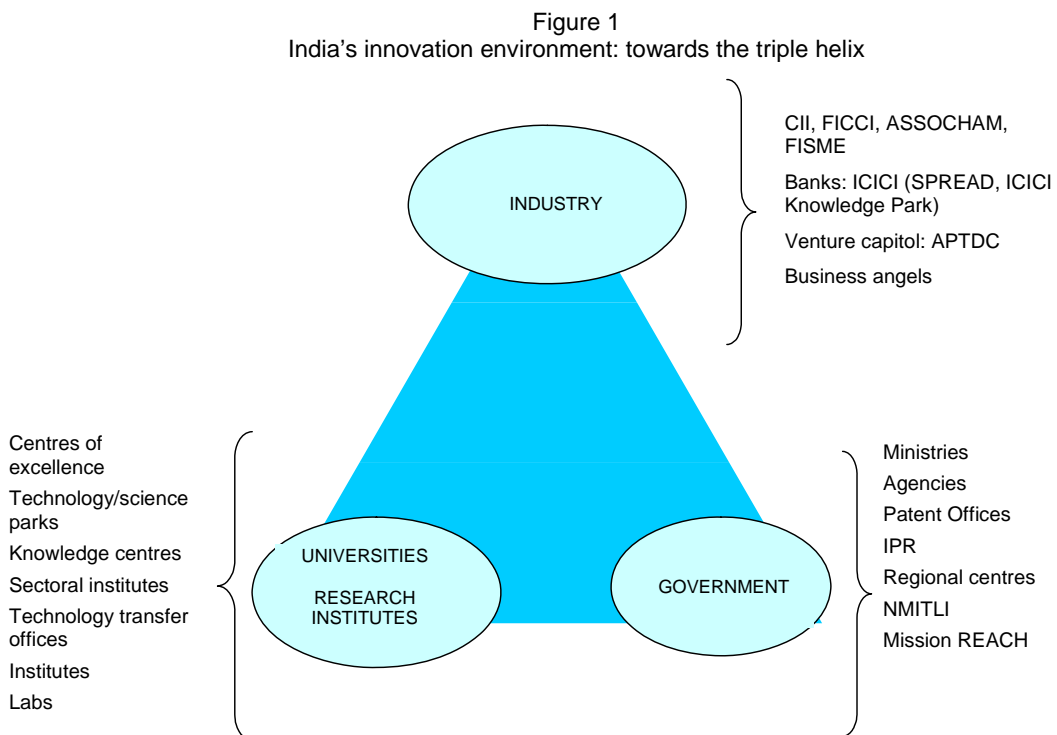 Figure 1
India's innovation environment: towards the triple helix
INDUSTRY
CII, FICCI, ASSOCHAM,
FISME
Banks: ICICI (SPREAD, ICICI
Knowledge Park)
Venture capitol: APTDC
Business angels
Centres of
excellence
Technology/science
parks
Knowledge centres
Sectoral institutes
Technology transfer
offices
Institutes
Labs
UNIVERSITIES
RESEARCH
INSTITUTES
GOVERNMENT
Ministries
Agencies
Patent Offices
IPR
Regional centres
NMITLI
Mission REACH